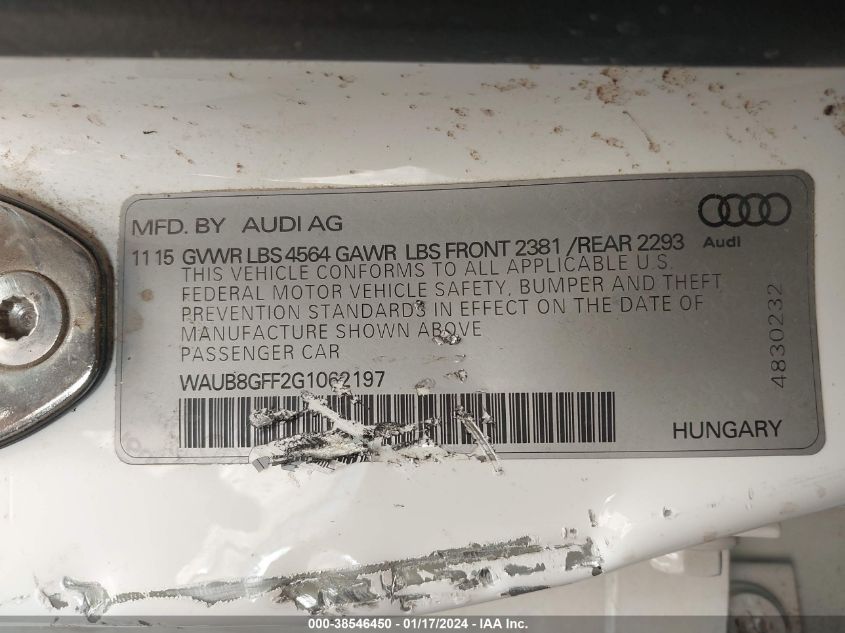 MFD. BY AUDI AG
11 15 GVWR LBS 4564 GAWR LBS FRONT 2381 /REAR 2293
Audi
THIS VEHICLE CONFORMS TO ALL APPLICABLE U.S.
FEDERAL MOTOR VEHICLE SAFETY, BUMPER AND THEFT
PREVENTION STANDARDS IN EFFECT ON THE DATE OF
MANUFACTURE SHOWN ABOVE
PASSENGER CAR
WAUB8GFF2G1062197
4830232
HUNGARY
000-38546450 - 01/17/2024 - IAA Inc.